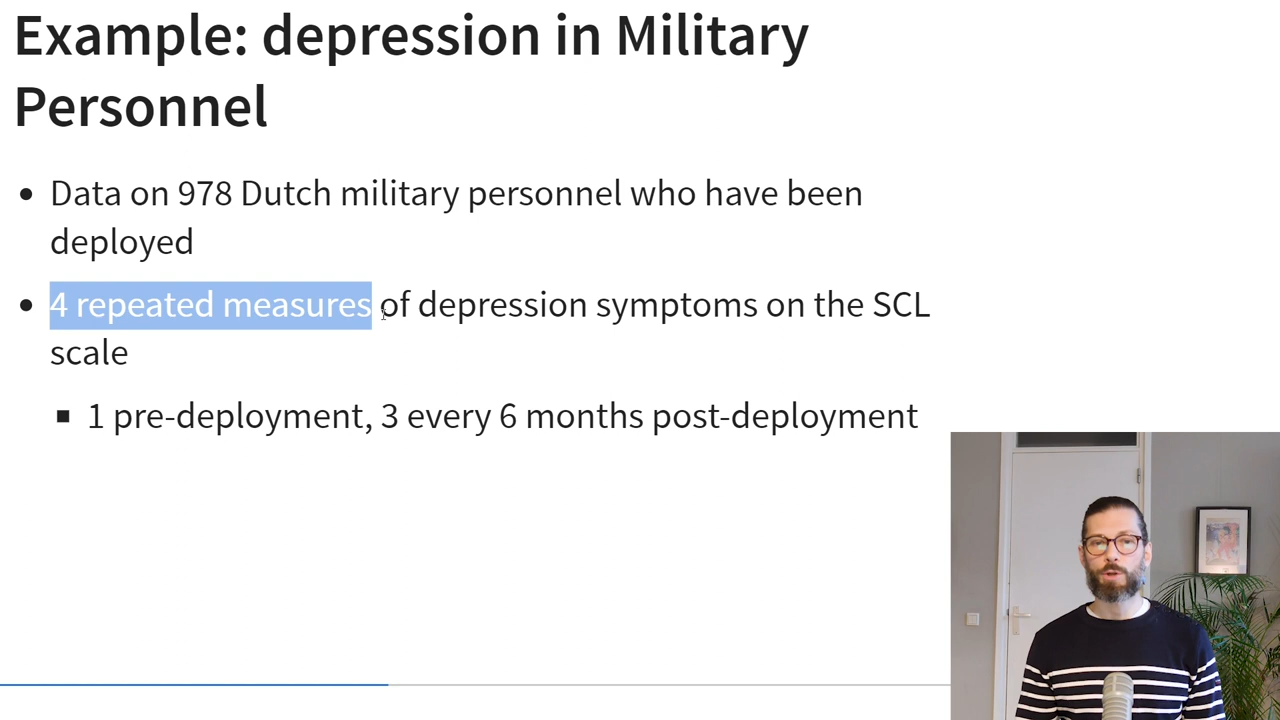 Example: depression in Military
Personnel
• Data on 978 Dutch military personnel who have been
deployed
• 4 repeated measures of depression symptoms on the SCL
scale
▪ 1 pre-deployment, 3 every 6 months post-deployment